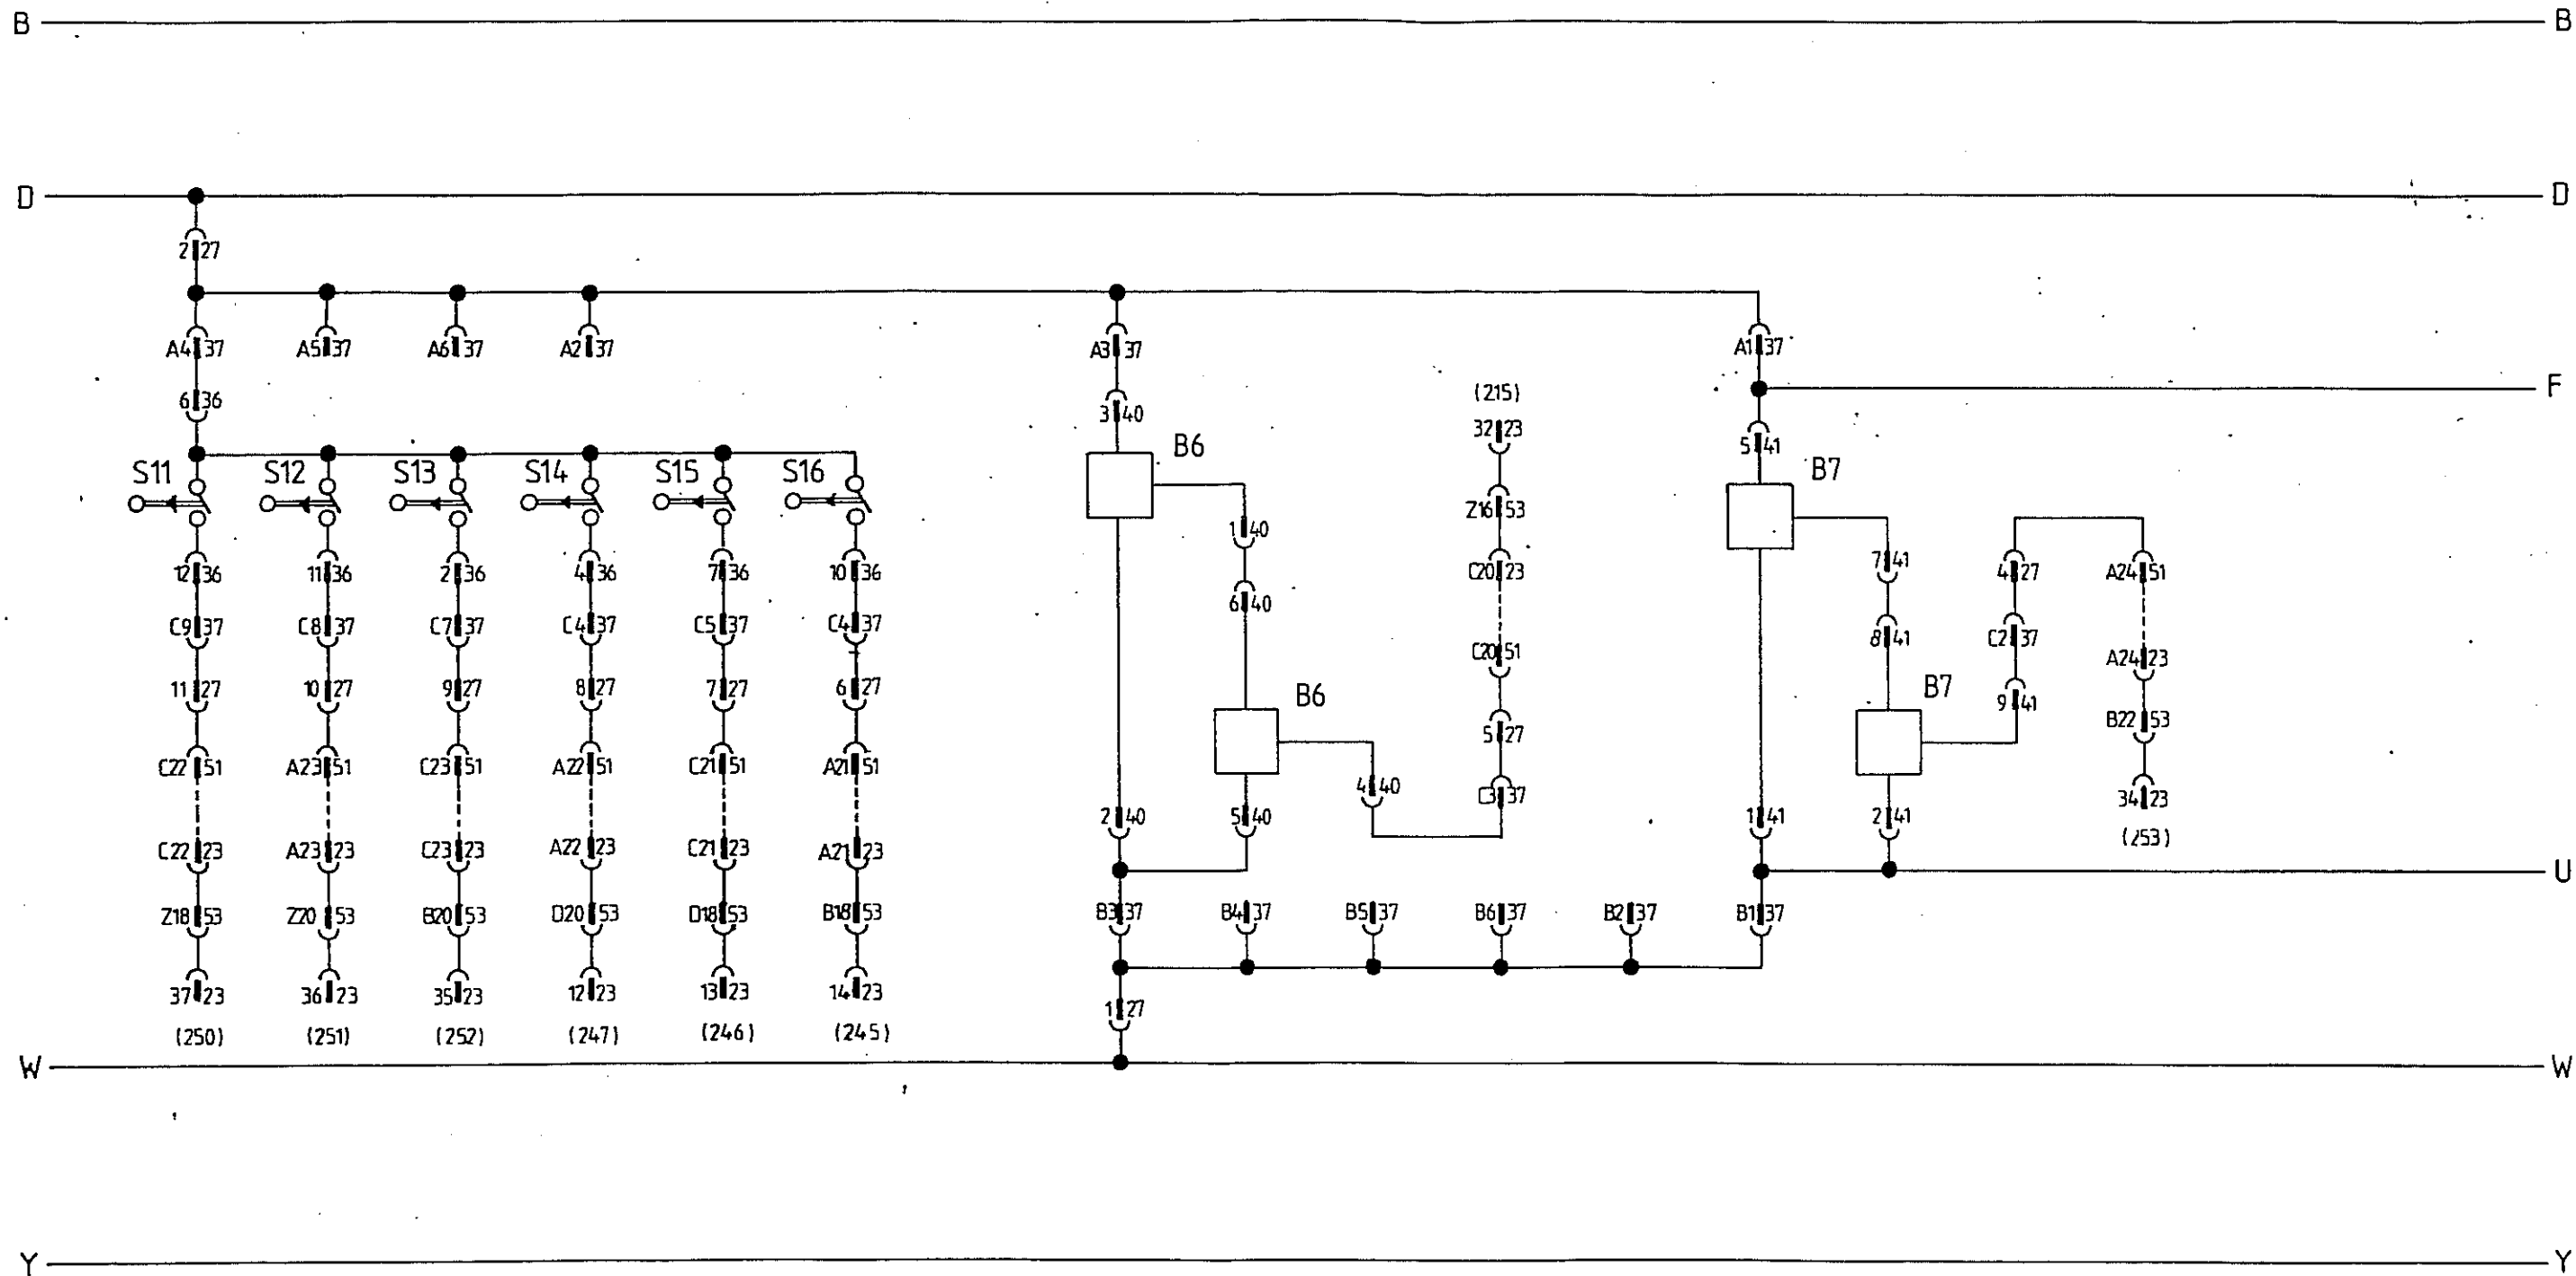 B B
D D
2 27
A4 37 A5 37 A6 37 A2 37 A3 37 A1 37
6 36 3 40 (215) F
32 23
5 41
S11 S12 S13 S14 S15 S16 B6 B7
1 40 Z16 53
12 36 11 36 2 36 4 36 7 36 10 36 C20 23 7 41 4 27 A24 51
6 40
C9 37 C8 37 C7 37 C4 37 C5 37 C4 37 8 41 C2 37
C20 51 A24 23
11 27 10 27 9 27 8 27 7 27 6 27 B6 B7 9 41
5 27 B22 53
C22 51 A23 51 C23 51 A22 51 C21 51 A21 51
4 40 C3 37 34 23
2 40 5 40 1 41 2 41
C22 23 A23 23 C23 23 A22 23 C21 23 A21 23 (253)
U
Z18 53 Z20 53 B20 53 D20 53 D18 53 B18 53 B3 37 B4 37 B5 37 B6 37 B2 37 B1 37
37 23 36 23 35 23 12 23 13 23 14 23
1 27
(250) (251) (252) (247) (246) (245)
W W
Y Y